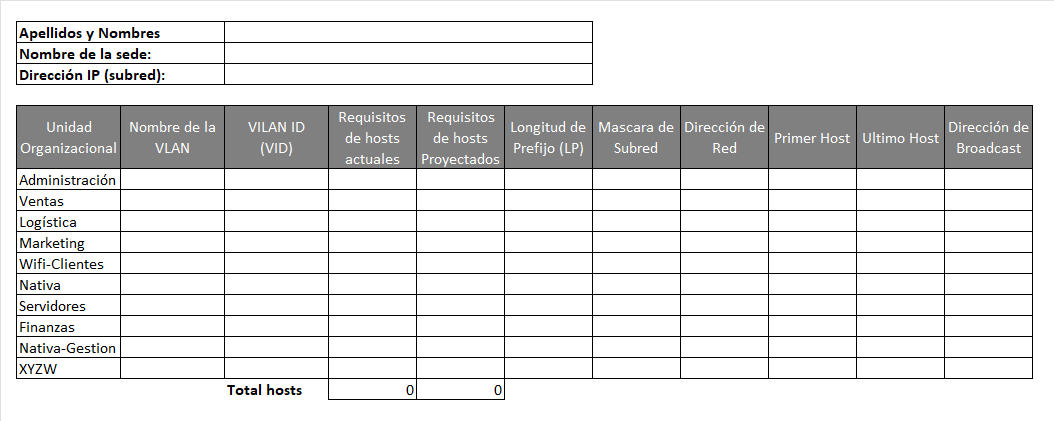 Apellidos y Nombres
Nombre de la sede:
Dirección IP (subred):
Unidad Organizacional
Nombre de la VLAN
VILAN ID (VID)
Requisitos de hosts actuales
Requisitos de hosts Proyectados
Longitud de Prefijo (LP)
Mascara de Subred
Dirección de Red
Primer Host
Ultimo Host
Dirección de Broadcast
Administración
Ventas
Logística
Marketing
Wifi-Clientes
Nativa
Servidores
Finanzas
Nativa-Gestion
XYZW
Total hosts 0 0